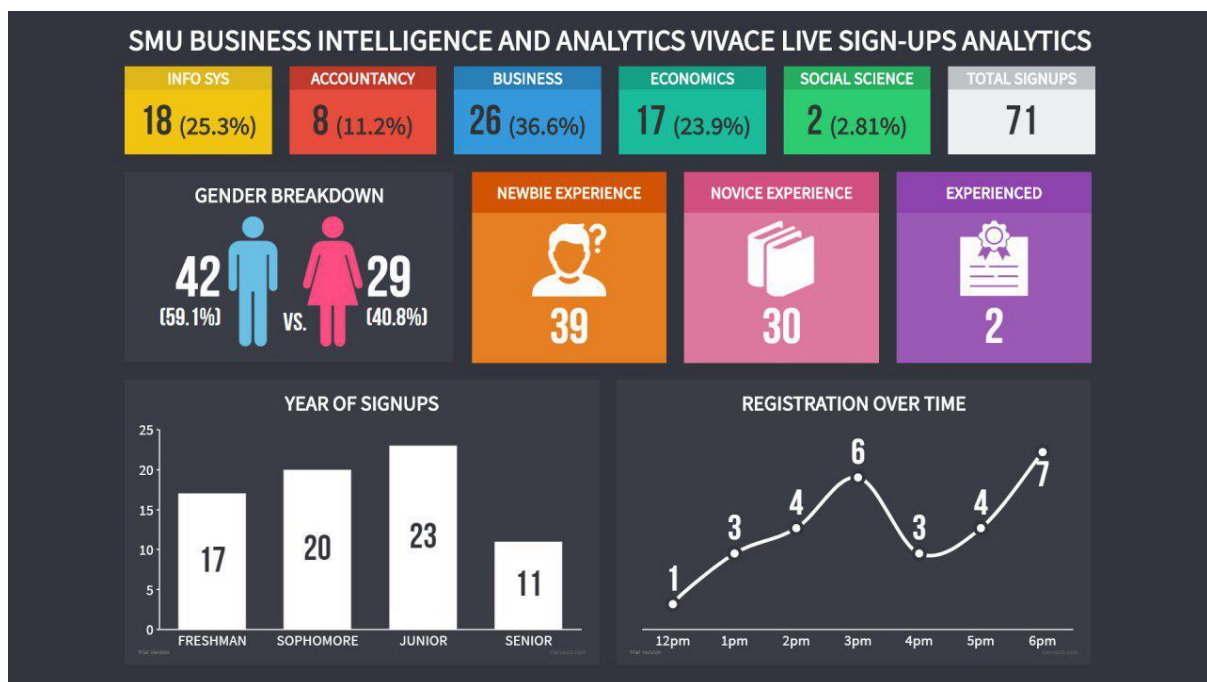 SMU BUSINESS INTELLIGENCE AND ANALYTICS VIVACE LIVE SIGN-UPS ANALYTICS
INFO SYS
18 (25.3%)
ACCOUNTANCY
8 (11.2%)
BUSINESS
26 (36.6%)
ECONOMICS
17 (23.9%)
SOCIAL SCIENCE
2 (2.81%)
TOTAL SIGNUPS
71
GENDER BREAKDOWN
42
(59.1%)
VS.
29
(40.8%)
NEWBIE EXPERIENCE
?
39
NOVICE EXPERIENCE
30
EXPERIENCED
2
YEAR OF SIGNUPS
25
20
15
10
5
0
17
20
23
11
FRESHMAN SOPHOMORE JUNIOR SENIOR
Trial Version
REGISTRATION OVER TIME
1
3
4
6
3
4
7
12pm 1pm 2pm 3pm 4pm 5pm 6pm
Trial Version